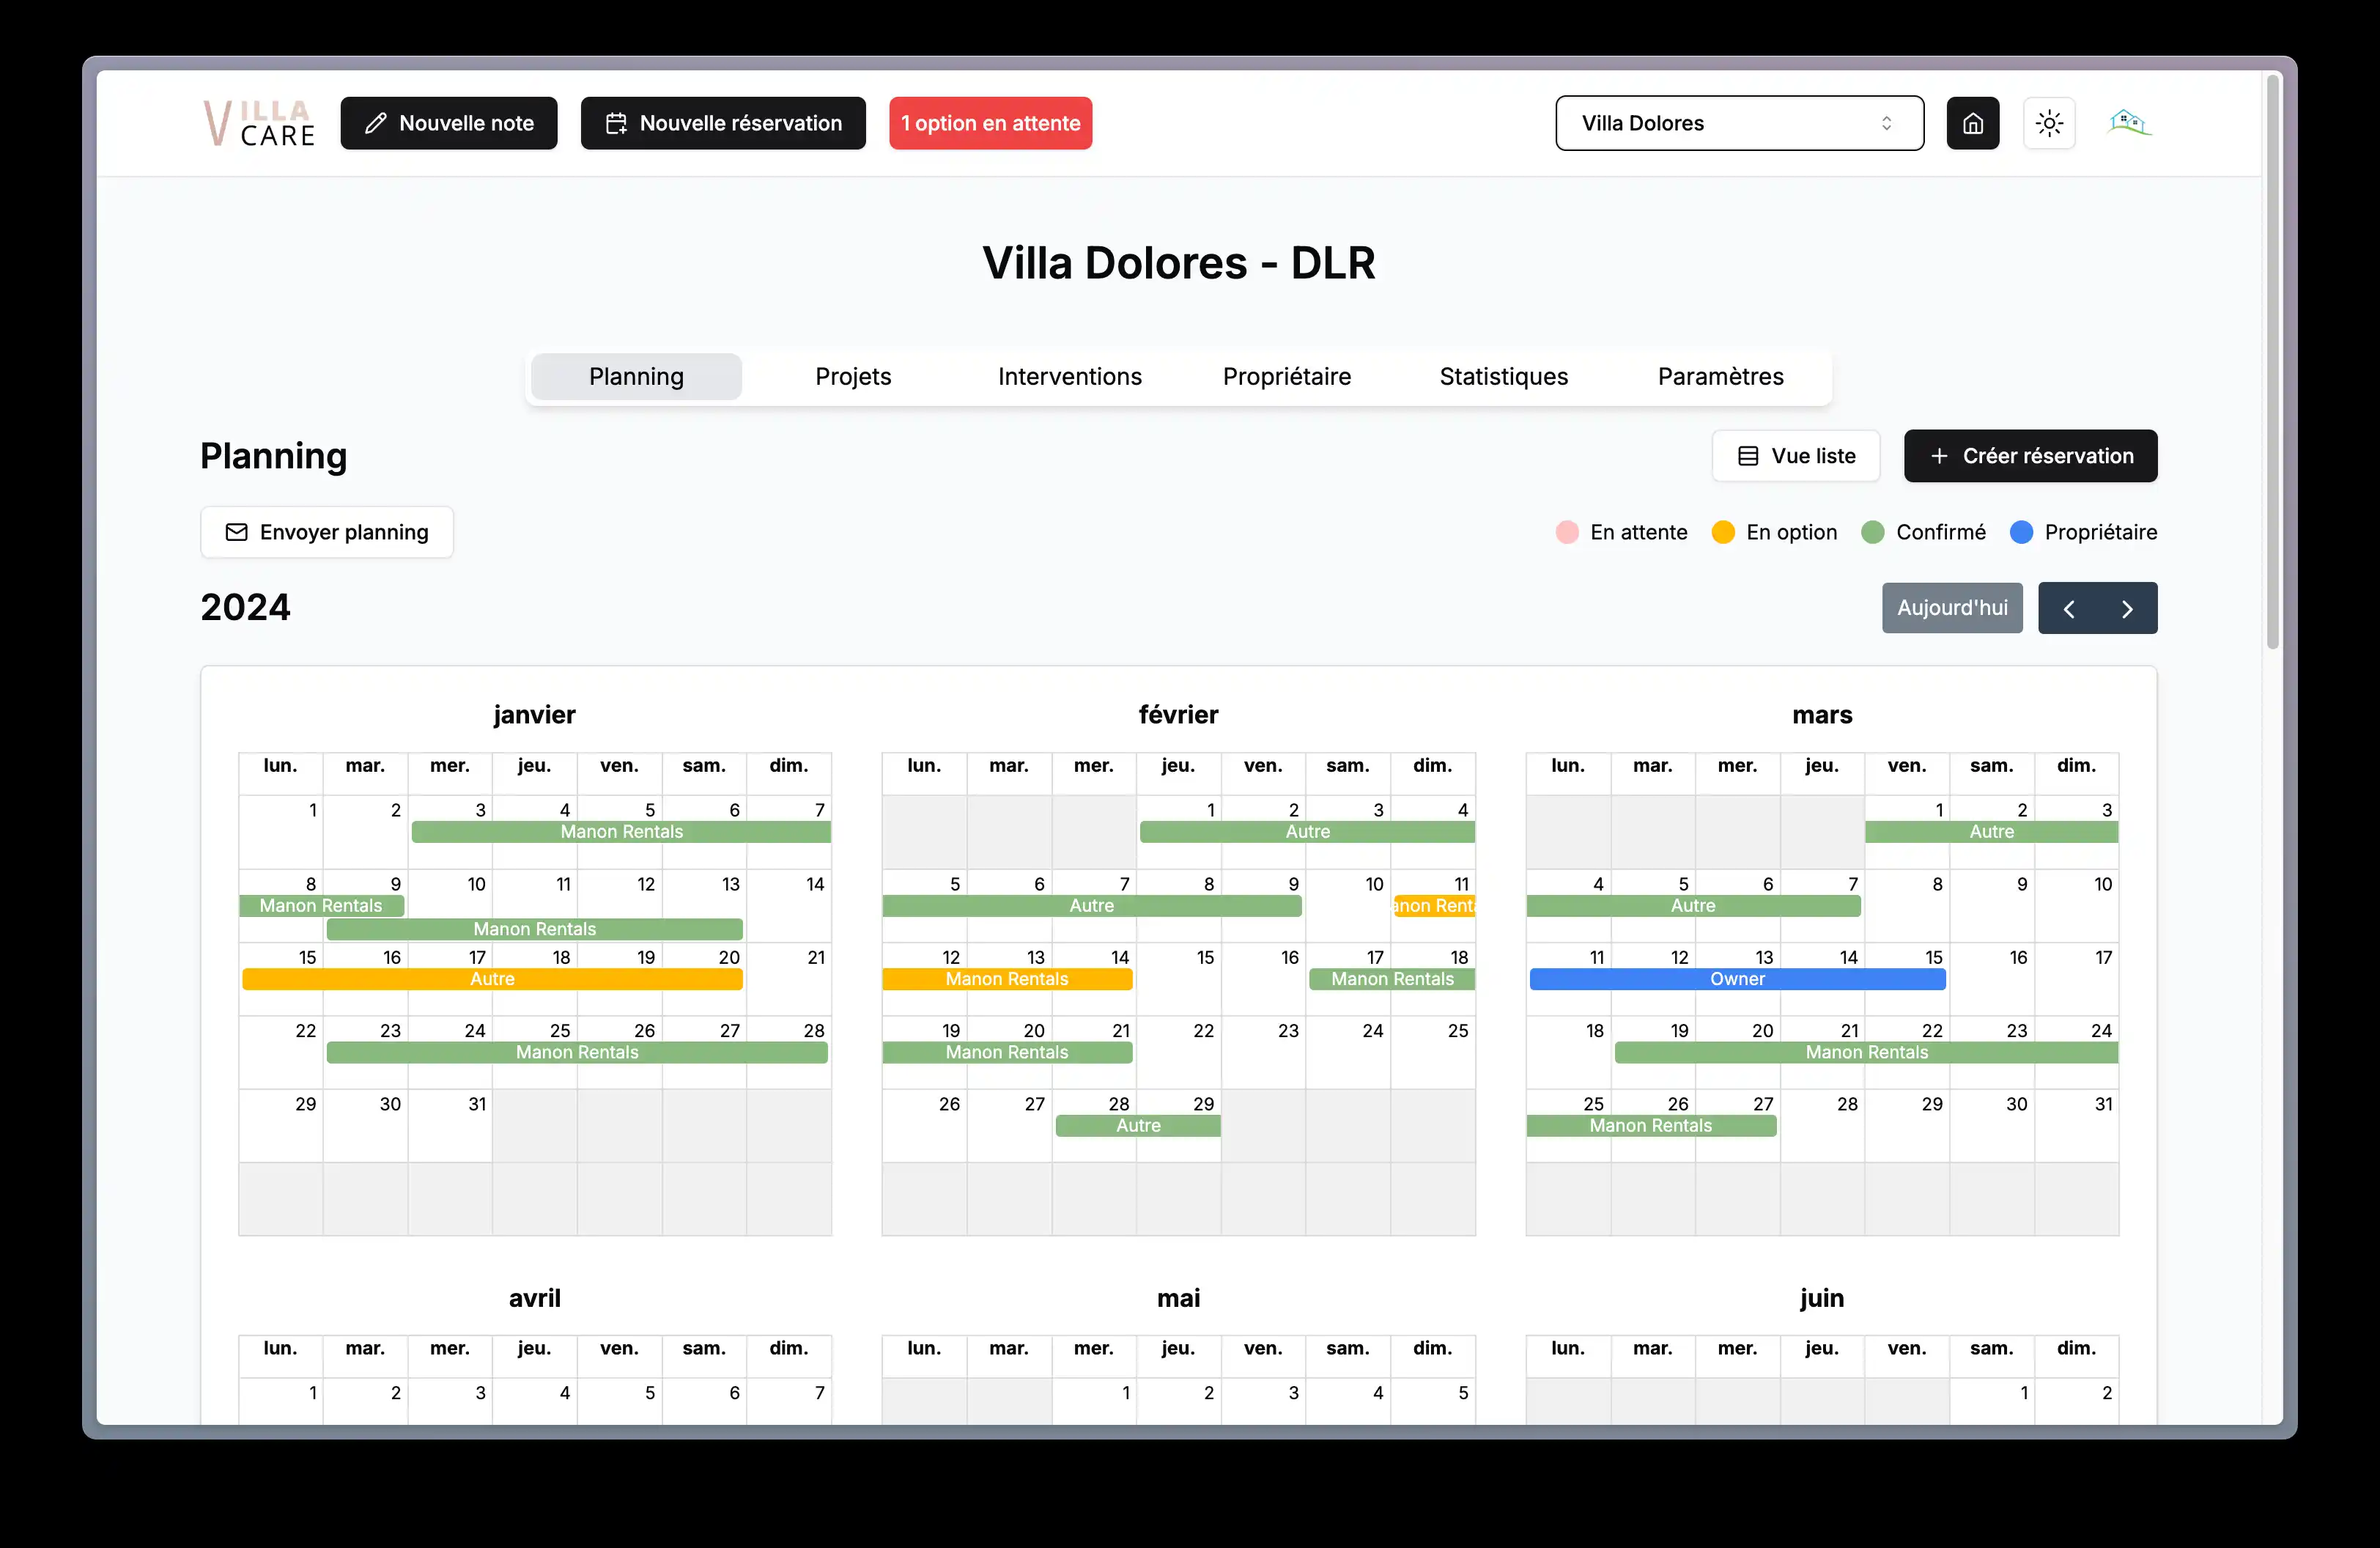 VILLA CARE
Nouvelle note
Nouvelle réservation
1 option en attente
Villa Dolores
Villa Dolores - DLR
Planning Projets Interventions Propriétaire Statistiques Paramètres
Planning
Vue liste
Créer réservation
Envoyer planning
En attente En option Confirmé Propriétaire
2024
Aujourd'hui
janvier
lun. mar. mer. jeu. ven. sam. dim.
1 2 3 4 5 6 7
Manon Rentals
8 9 10 11 12 13 14
Manon Rentals
Manon Rentals
15 16 17 18 19 20 21
Autre
22 23 24 25 26 27 28
Manon Rentals
29 30 31
février
lun. mar. mer. jeu. ven. sam. dim.
1 2 3 4
Autre
5 6 7 8 9 10 11
Autre anon Renta
12 13 14 15 16 17 18
Manon Rentals Manon Rentals
19 20 21 22 23 24 25
Manon Rentals
26 27 28 29
Autre
mars
lun. mar. mer. jeu. ven. sam. dim.
1 2 3
Autre
4 5 6 7 8 9 10
Autre
11 12 13 14 15 16 17
Owner
18 19 20 21 22 23 24
Manon Rentals
25 26 27 28 29 30 31
Manon Rentals
avril
lun. mar. mer. jeu. ven. sam. dim.
1 2 3 4 5 6 7
mai
lun. mar. mer. jeu. ven. sam. dim.
1 2 3 4 5
juin
lun. mar. mer. jeu. ven. sam. dim.
1 2